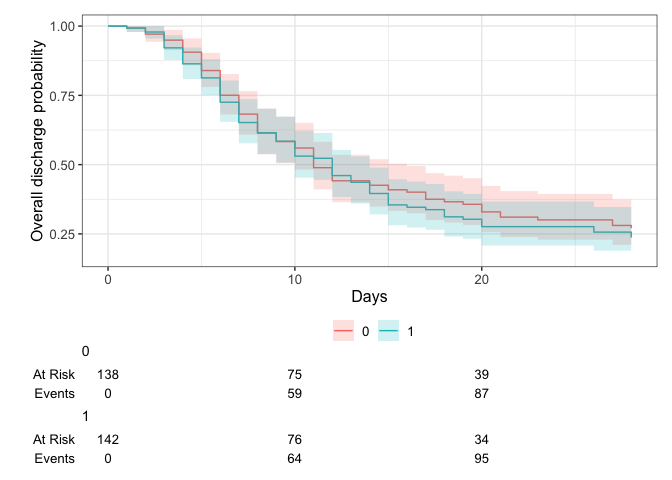 1.00
0.75
0.50
0.25
Overall discharge probability
0 10 20
Days
0 1
0
At Risk 138 75 39
Events 0 59 87
1
At Risk 142 76 34
Events 0 64 95